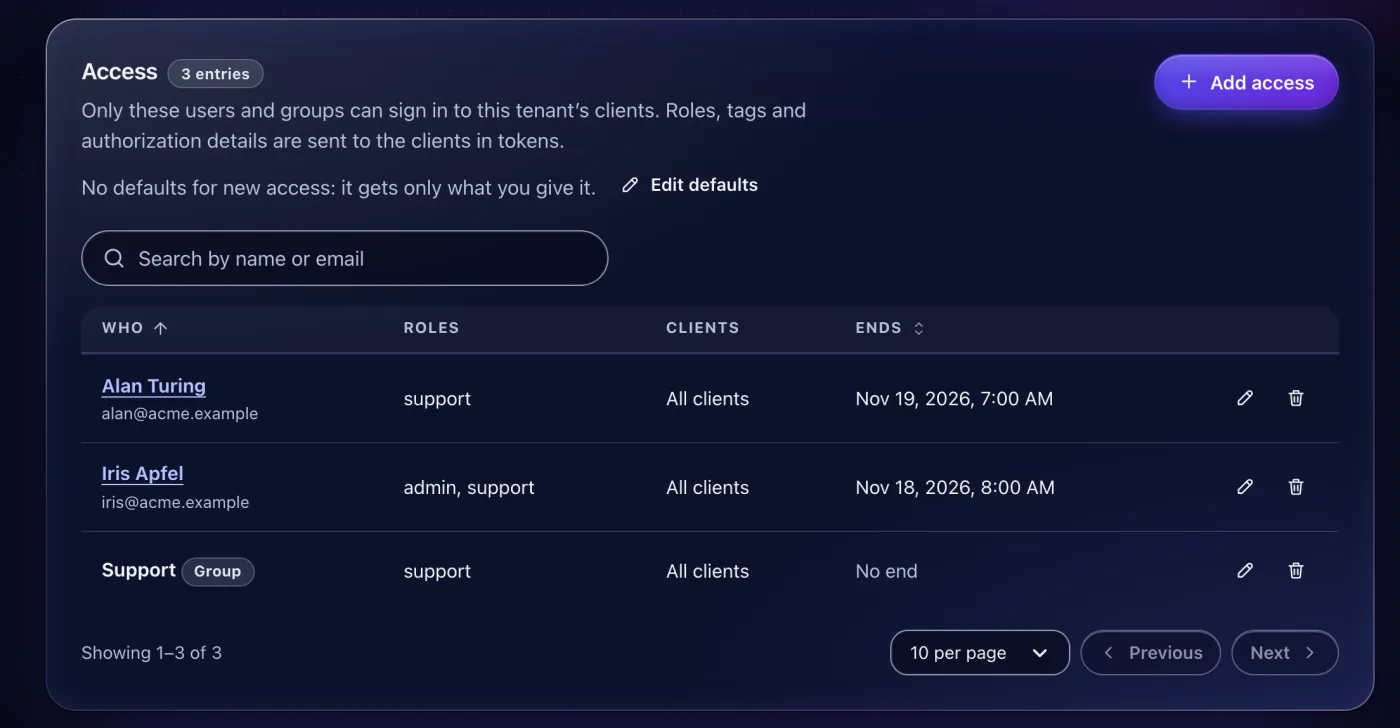 Access 3 entries
+ Add access
Only these users and groups can sign in to this tenant’s clients. Roles, tags and
authorization details are sent to the clients in tokens.
No defaults for new access: it gets only what you give it. Edit defaults
Search by name or email
WHO ROLES CLIENTS ENDS
Alan Turing
alan@acme.example
support All clients Nov 19, 2026, 7:00 AM
Iris Apfel
iris@acme.example
admin, support All clients Nov 18, 2026, 8:00 AM
Support Group support All clients No end
Showing 1–3 of 3 10 per page Previous Next